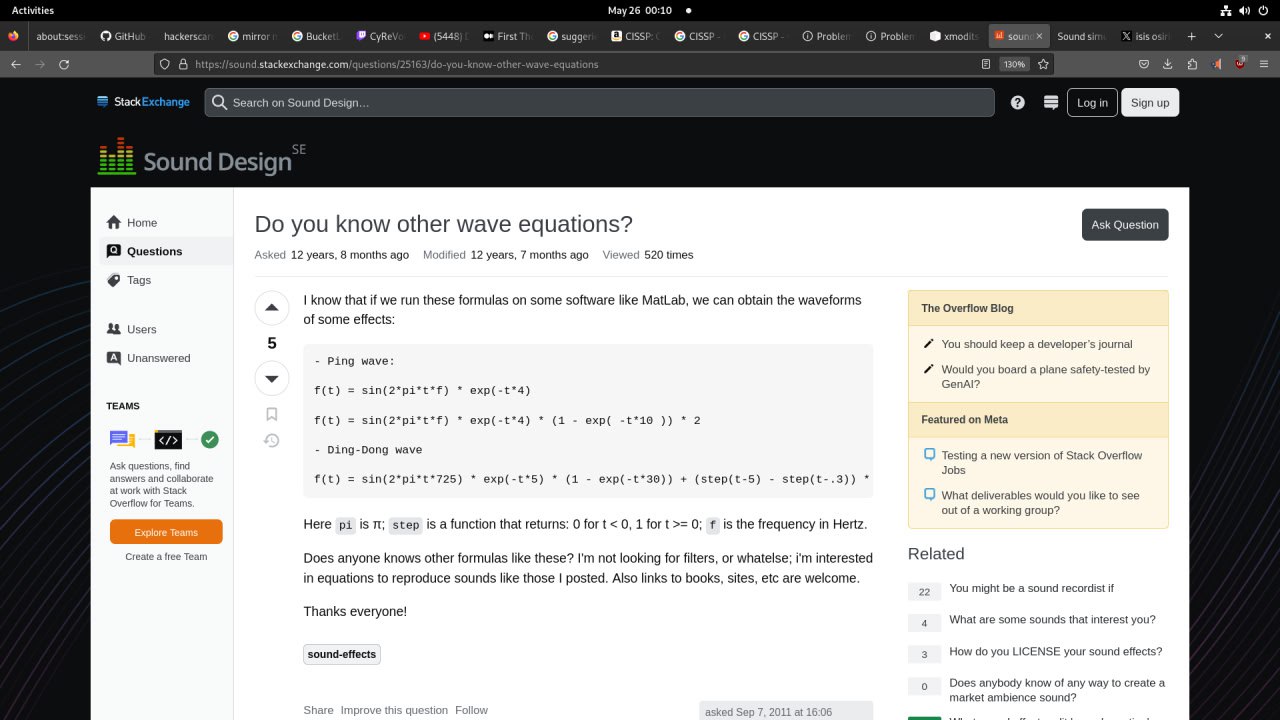 Activities
May 26 00:10
about:sessi
GitHub
hackerscar
mirror n
BucketL
CyReVo
(5448) D
First The
suggerie
CISSP: C
CISSP -
CISSP -
Problem
Problem
xmodits
sound
Sound simu
isis osiri
https://sound.stackexchange.com/questions/25163/do-you-know-other-wave-equations
130%
9
StackExchange
Search on Sound Design…
Log in
Sign up
Sound Design SE
Home
Questions
Tags
Users
Unanswered
TEAMS
Ask questions, find
answers and collaborate
at work with Stack
Overflow for Teams.
Explore Teams
Create a free Team
Do you know other wave equations?
Ask Question
Asked 12 years, 8 months ago Modified 12 years, 7 months ago Viewed 520 times
5
I know that if we run these formulas on some software like MatLab, we can obtain the waveforms
of some effects:
- Ping wave:
f(t) = sin(2*pi*t*f) * exp(-t*4)
f(t) = sin(2*pi*t*f) * exp(-t*4) * (1 - exp( -t*10 )) * 2
- Ding-Dong wave
f(t) = sin(2*pi*t*725) * exp(-t*5) * (1 - exp(-t*30)) + (step(t-5) - step(t-.3)) *
Here pi is π; step is a function that returns: 0 for t < 0, 1 for t >= 0; f is the frequency in Hertz.
Does anyone knows other formulas like these? I'm not looking for filters, or whatelse; i'm interested
in equations to reproduce sounds like those I posted. Also links to books, sites, etc are welcome.
Thanks everyone!
sound-effects
Share Improve this question Follow
asked Sep 7, 2011 at 16:06
The Overflow Blog
You should keep a developer's journal
Would you board a plane safety-tested by
GenAI?
Featured on Meta
Testing a new version of Stack Overflow
Jobs
What deliverables would you like to see
out of a working group?
Related
22 You might be a sound recordist if
4 What are some sounds that interest you?
3 How do you LICENSE your sound effects?
0 Does anybody know of any way to create a
market ambience sound?